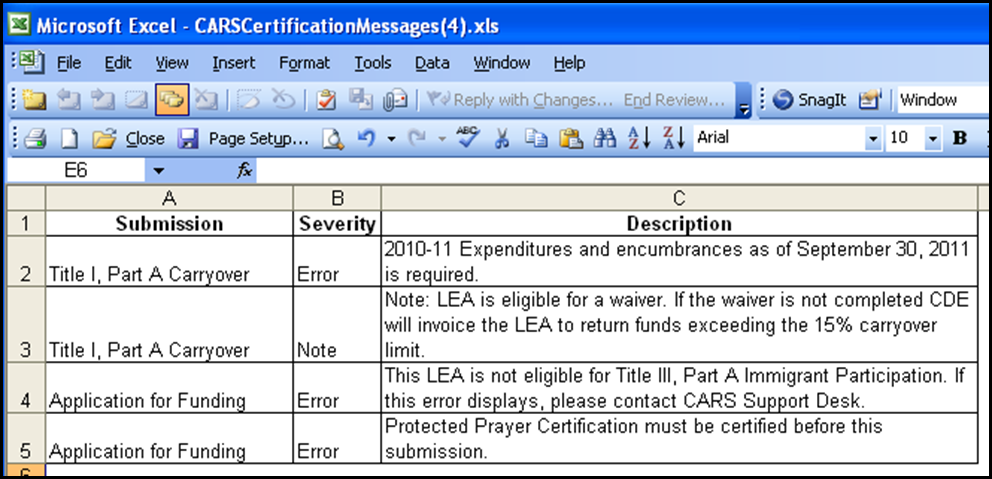 Microsoft Excel - CARSCertificationMessages(4).xls
File Edit View Insert Format Tools Data Window Help
Reply with Changes... End Review... SnagIt Window
Close Page Setup... ABC A Z Z A Arial 10 B
E6 fx
A B C
1 Submission Severity Description
2010-11 Expenditures and encumbrances as of September 30, 2011
2 Title I, Part A Carryover Error is required.
Note: LEA is eligible for a waiver. If the waiver is not completed CDE
will invoice the LEA to return funds exceeding the 15% carryover
3 Title I, Part A Carryover Note limit.
This LEA is not eligible for Title III, Part A Immigrant Participation. If
4 Application for Funding Error this error displays, please contact CARS Support Desk.
Protected Prayer Certification must be certified before this
5 Application for Funding Error submission.
6